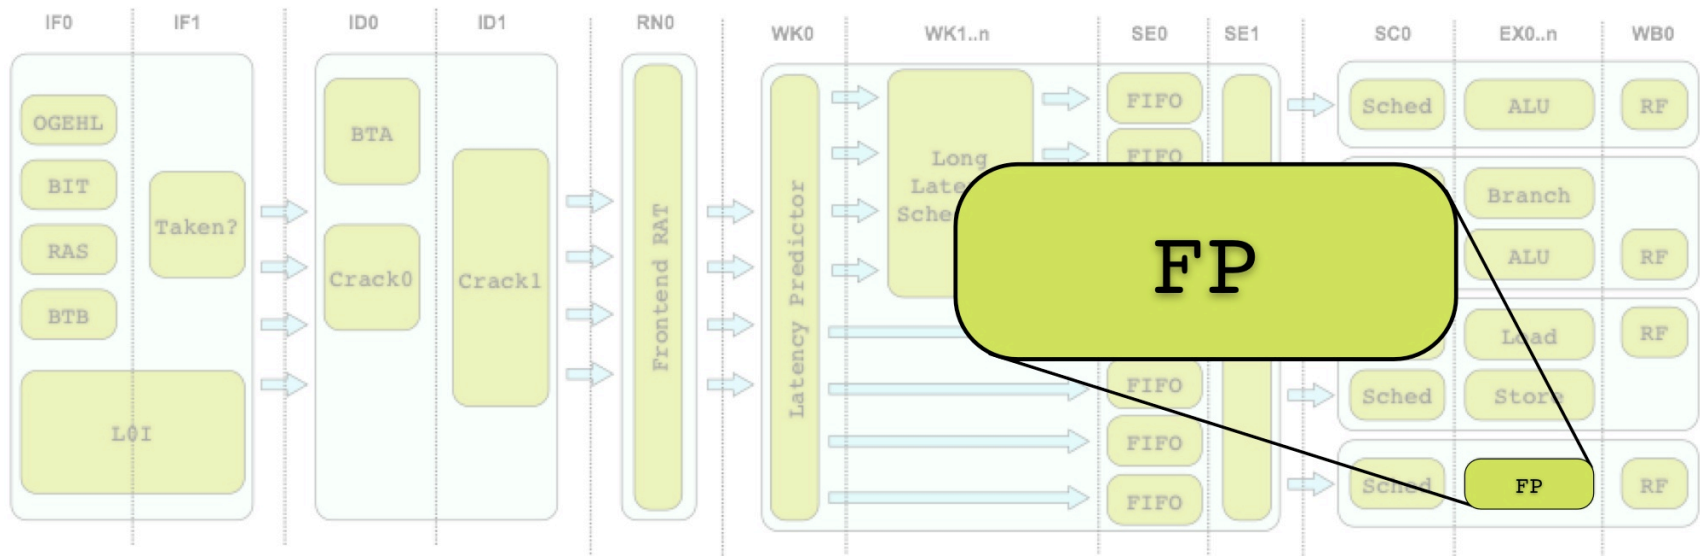 IF0 IF1 ID0 ID1 RN0 WK0 WK1..n SE0 SE1 SC0 EX0..n WB0
OGEHL
BIT
RAS
BTB
L0I
Taken?
BTA
Crack0
Crack1
Frontend RAT
Latency Predictor
Long
FIFO
FIFO
FIFO
FIFO
FIFO
Sched
ALU
RF
Branch
ALU
RF
Load
RF
Sched
Store
Sched
FP
RF
FP